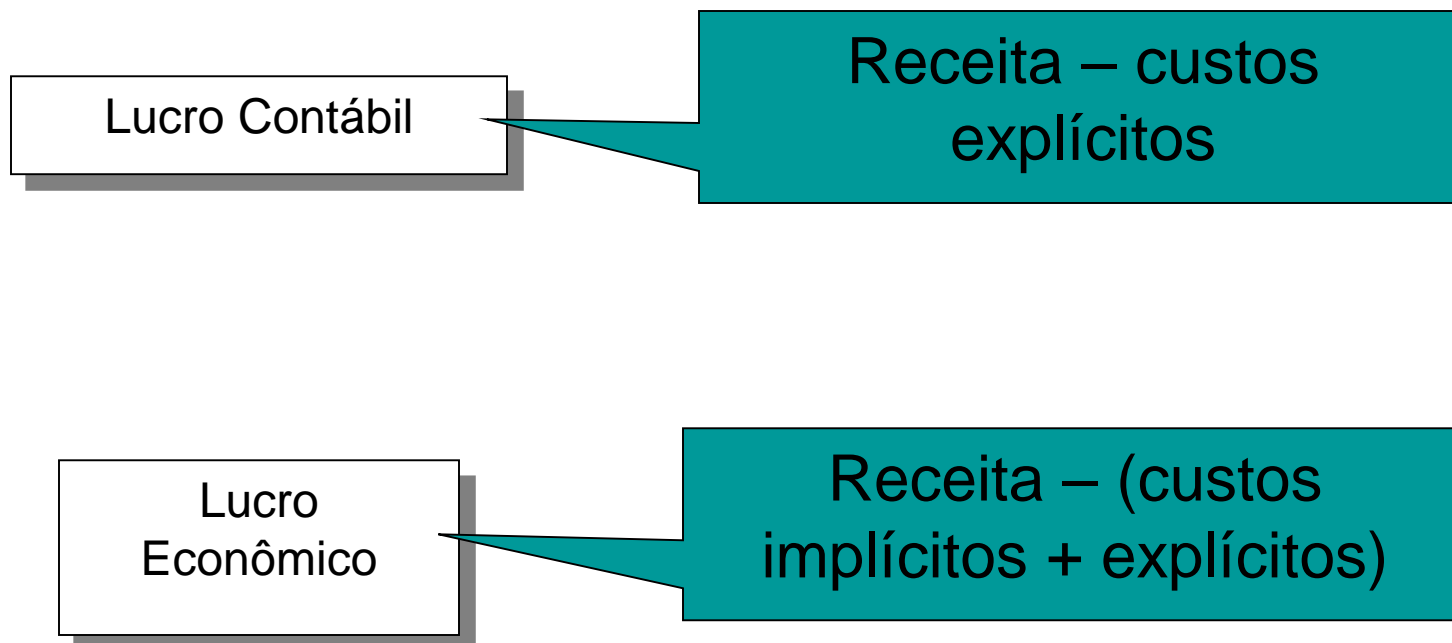 Lucro Contábil
Receita – custos
explícitos
Lucro
Econômico
Receita – (custos
implícitos + explícitos)